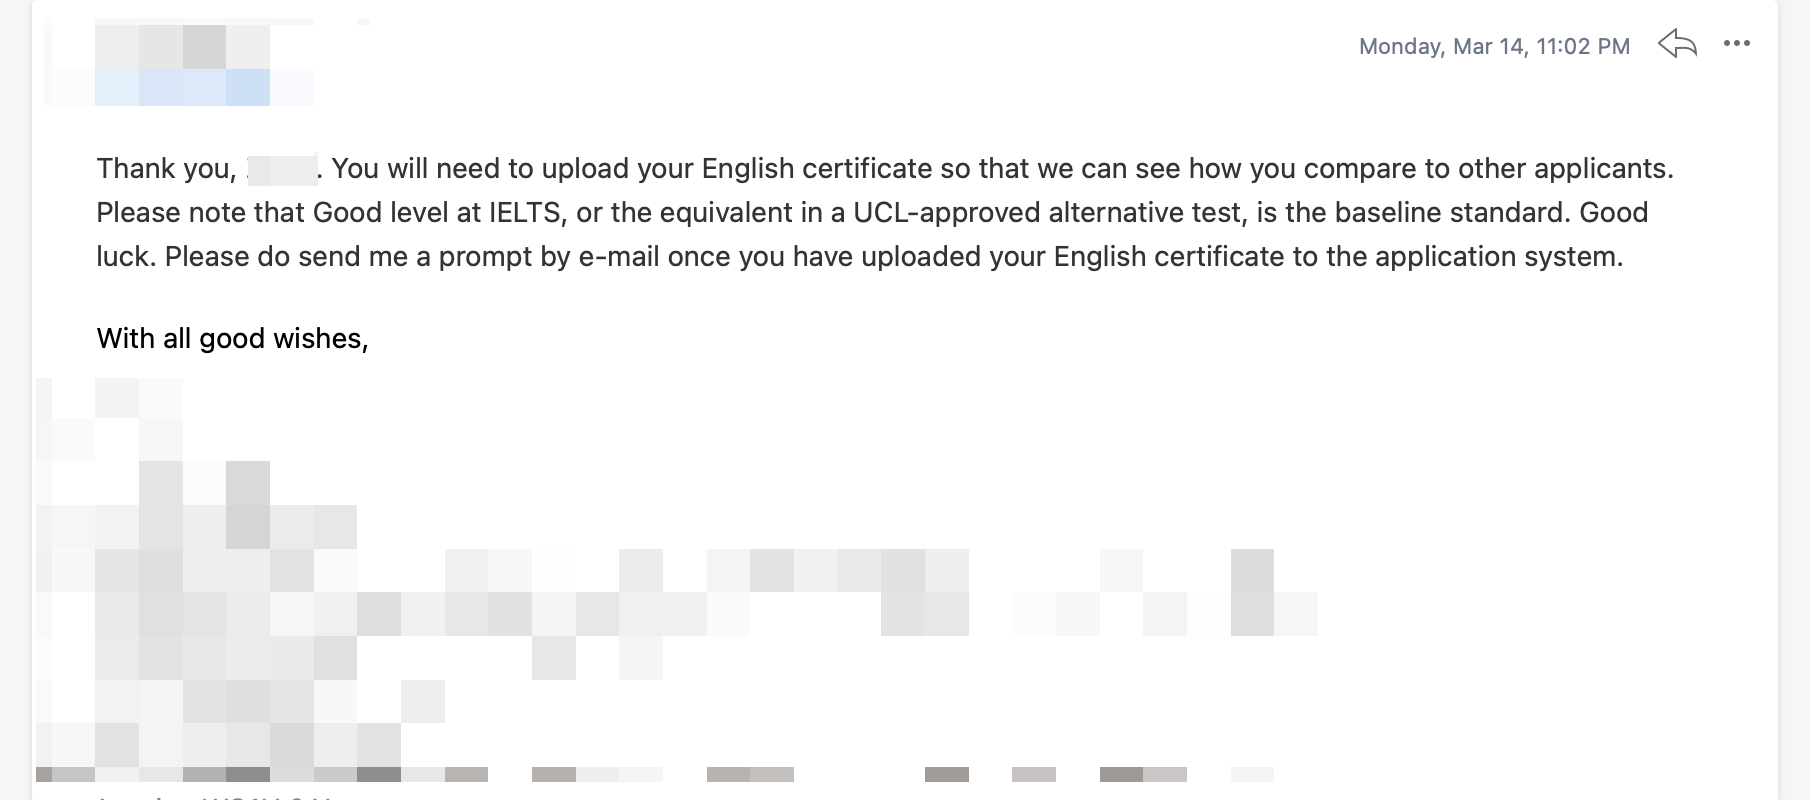 Monday, Mar 14, 11:02 PM
Thank you, . You will need to upload your English certificate so that we can see how you compare to other applicants.
Please note that Good level at IELTS, or the equivalent in a UCL-approved alternative test, is the baseline standard. Good
luck. Please do send me a prompt by e-mail once you have uploaded your English certificate to the application system.
With all good wishes,